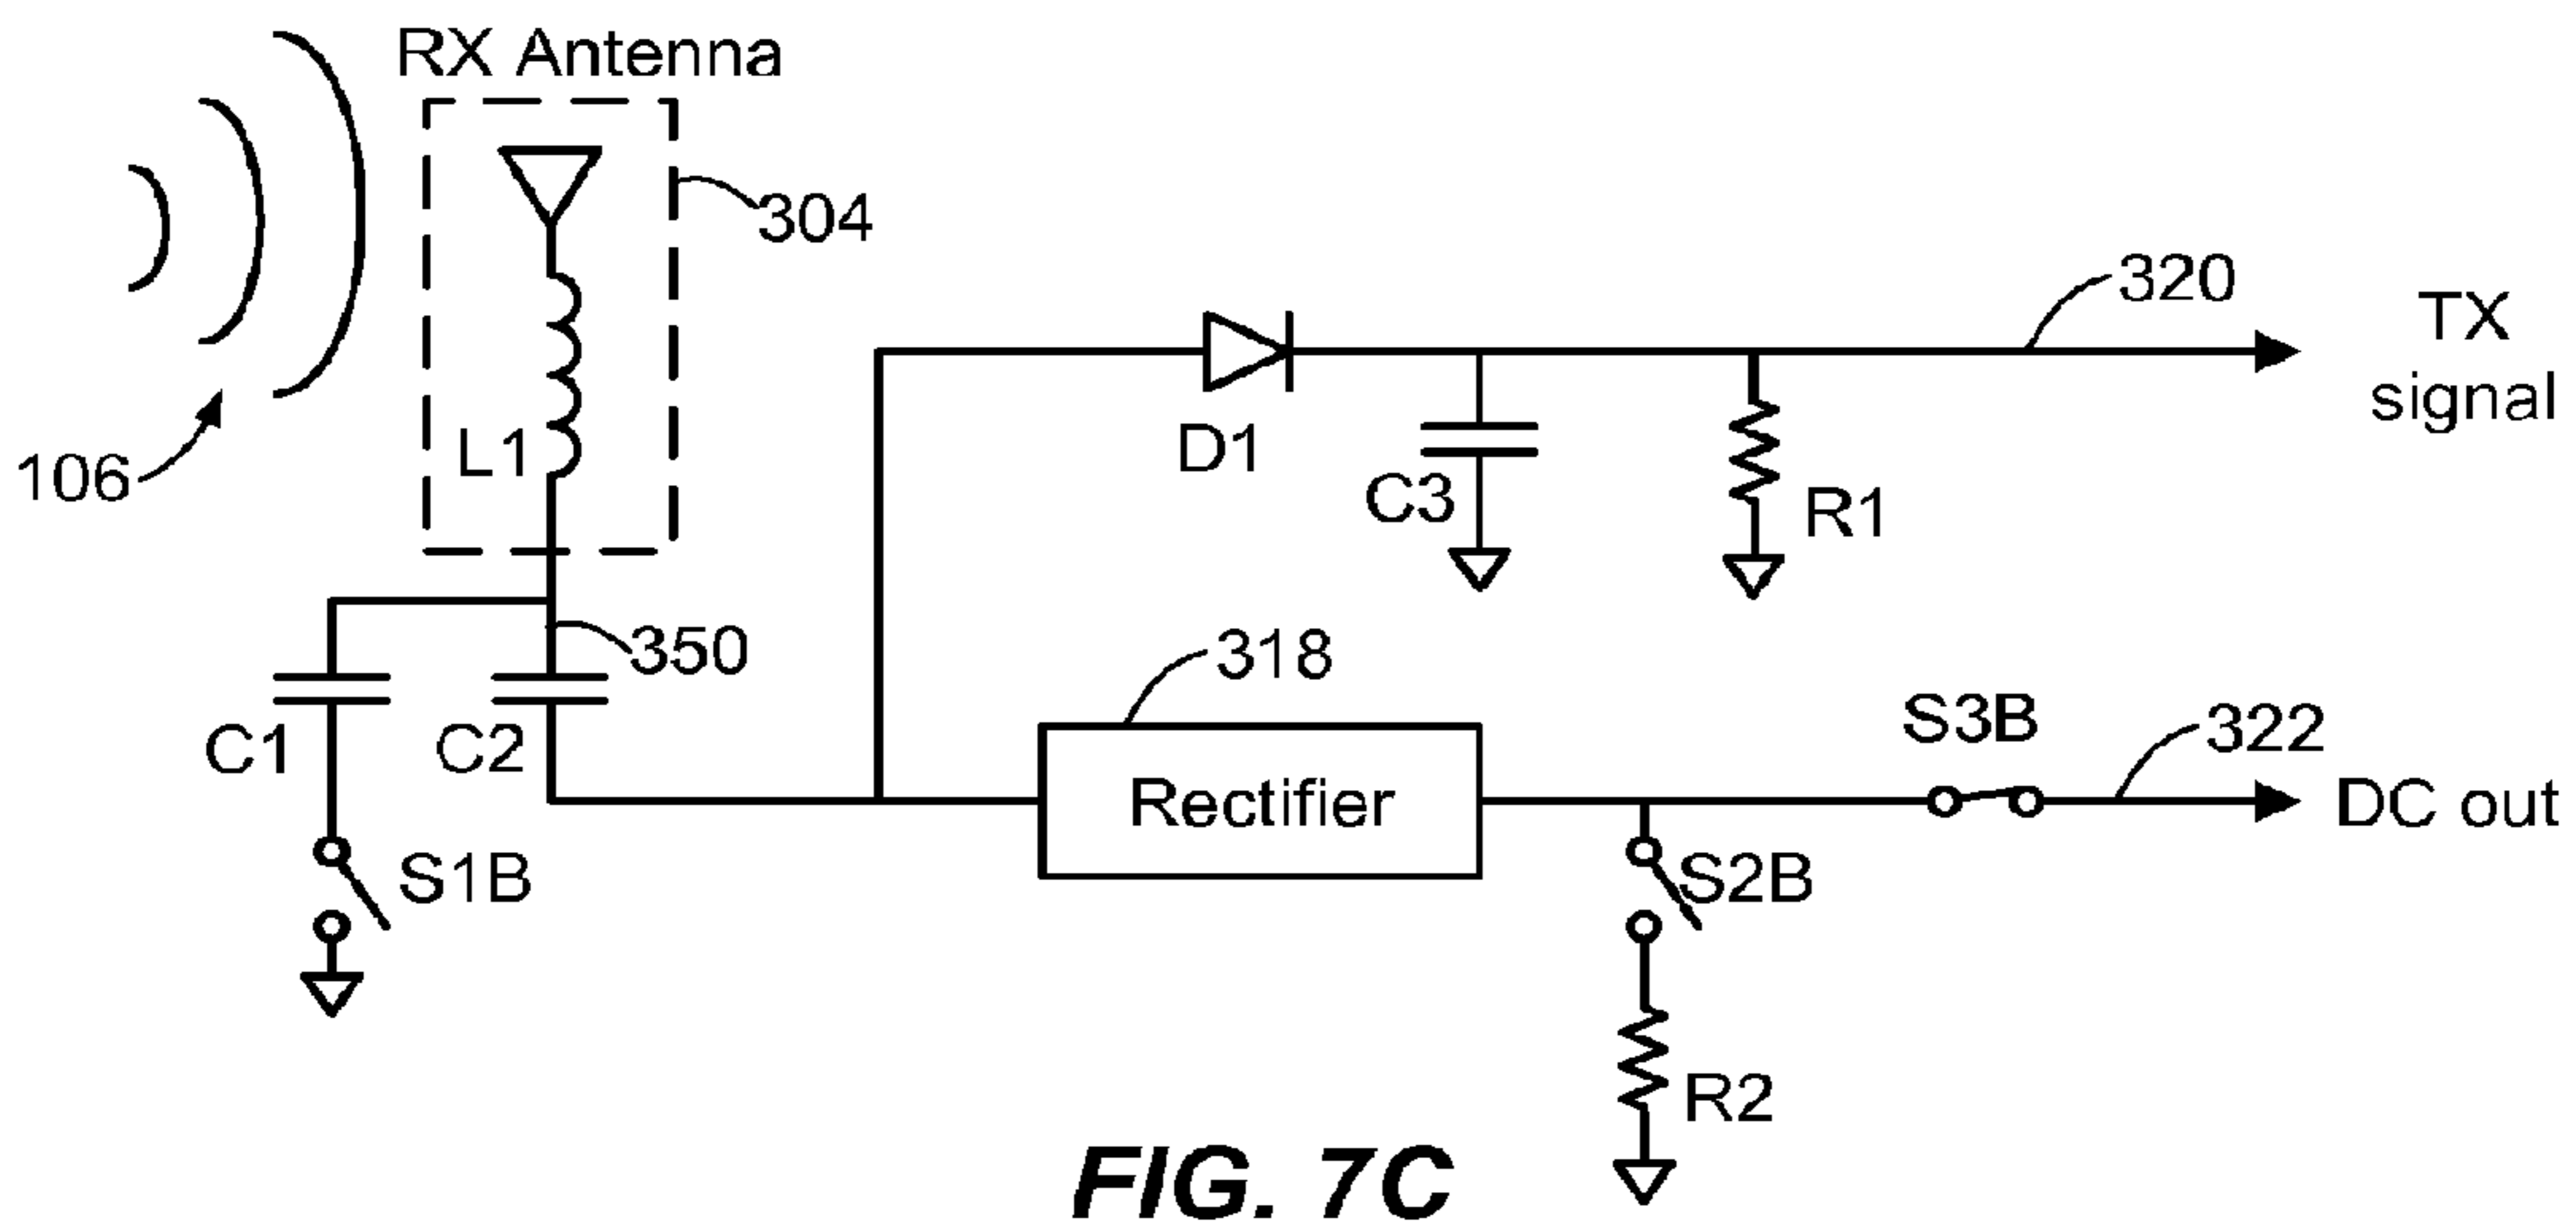 RX Antenna
304
L1
106
320
TX
signal
D1
C3
R1
350
318
C1
C2
Rectifier
S3B
322
DC out
S1B
S2B
R2
FIG. 7C